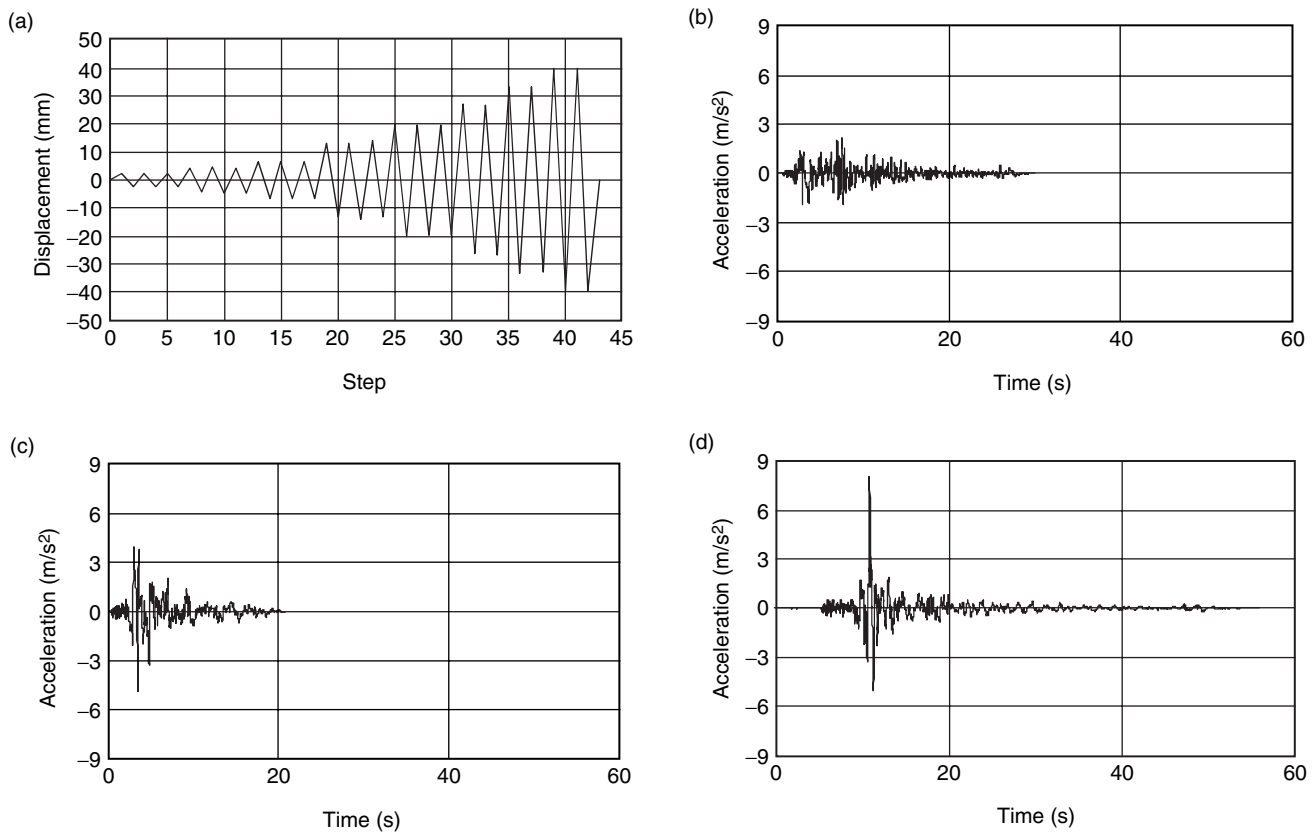 (a)
50
40
30
20
10
0
−10
−20
−30
−40
−50
Displacement (mm)
0 5 10 15 20 25 30 35 40 45
Step
(b)
9
6
3
0
−3
−6
−9
Acceleration (m/s²)
0 20 40 60
Time (s)
(c)
9
6
3
0
−3
−6
−9
Acceleration (m/s²)
0 20 40 60
Time (s)
(d)
9
6
3
0
−3
−6
−9
Acceleration (m/s²)
0 20 40 60
Time (s)